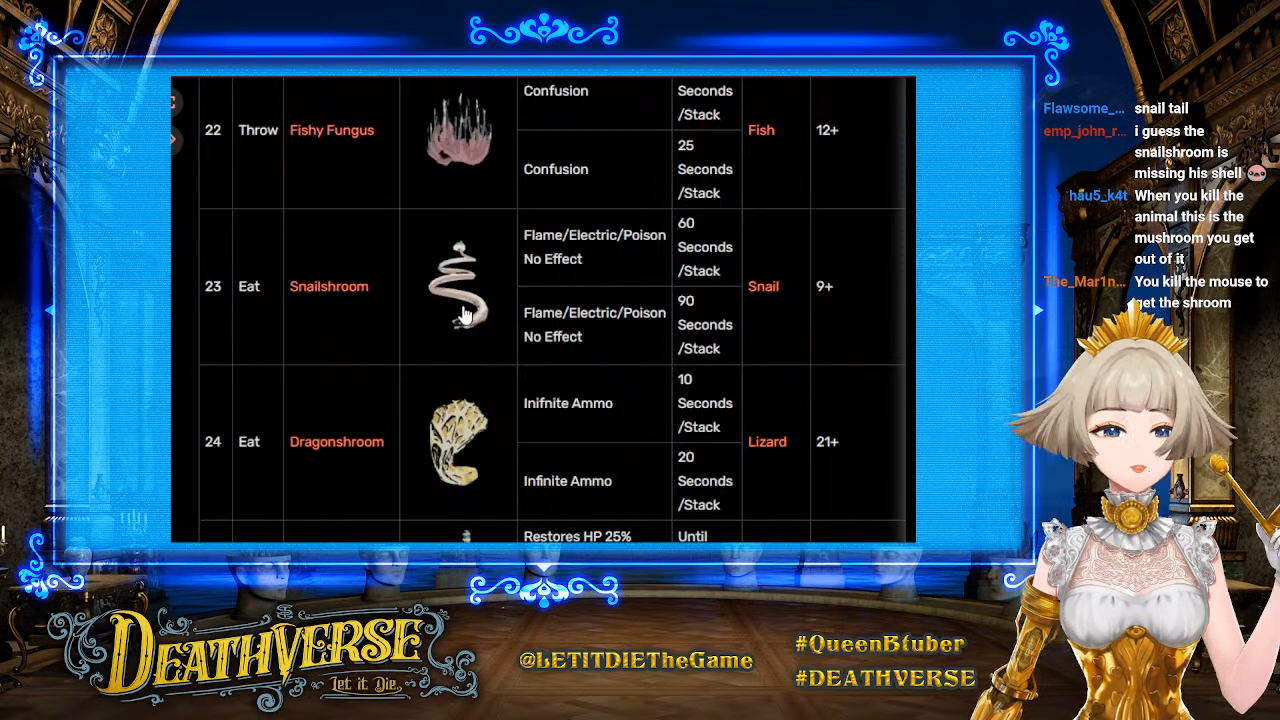 Confusion
Seconds
/Stack
22 Throw Fishy Fungus
Fish 12+
Confusion
25
Seconds
/Stack
Flame/Electric/Poison
No Effect
60
Seconds
/Stack
23 Eat Snailshroom
Snail 9+
Flame/Electric/Poison
No Effect
90
Seconds
/Stack
Inifnite Ammo
10
Seconds
/Stack
24 Eat Dragonshroom
Lizard 21+
Infinite Ammo
20
Seconds
/Stack
Restores HP 25%
Until
Flawsome_... snail tail
emp_john_r... i guess the
snailshroom is
missing his shell
hau5_k4t When you kill the
animal this is the
mushroom you get
out of it
The_Mar1n... You kill the mouse to
get the shroom
DEATHVERSE
Let it Die
@LETITDIETheGame
#QueenBtuber
#DEATHVERSE